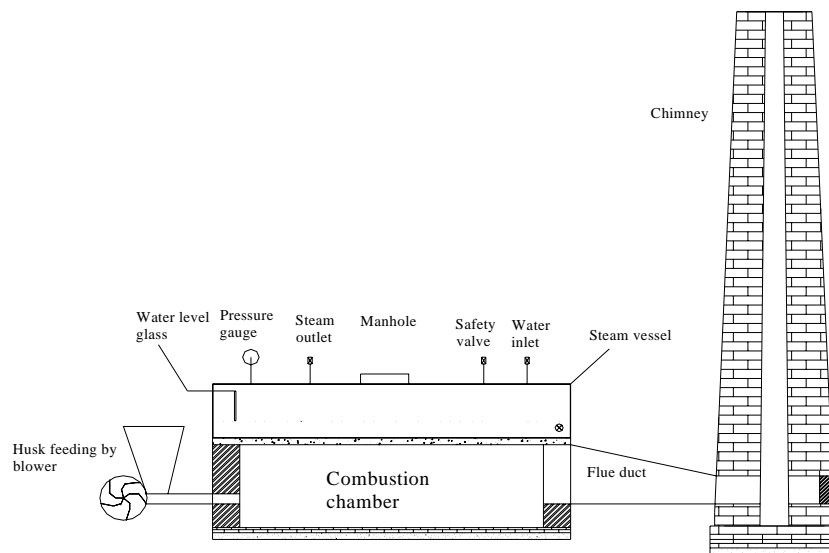 Chimney
Water level
glass
Pressure
gauge
Steam
outlet
Manhole
Safety
valve
Water
inlet
Steam vessel
Husk feeding by
blower
Combustion
chamber
Flue duct